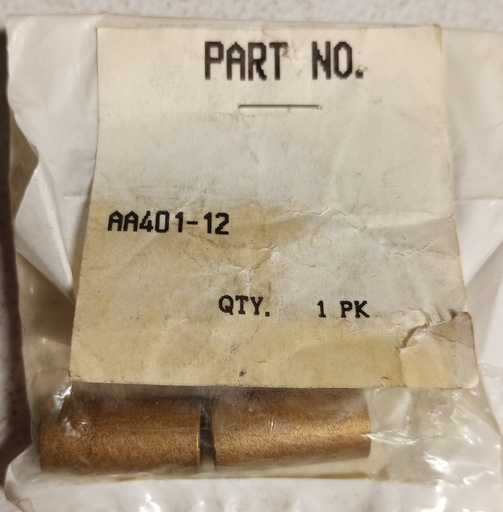 PART NO.
AA401-12
QTY. 1 PK